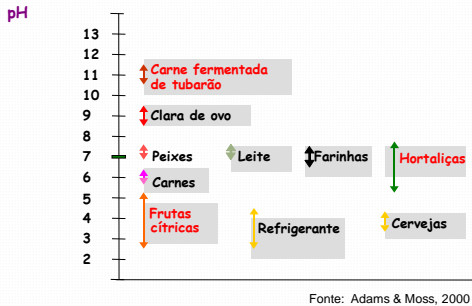 pH
13
12
11
10
9
8
7
6
5
4
3
2
Carne fermentada
de tubarão
Clara de ovo
Peixes
Leite
Farinhas
Hortaliças
Carnes
Frutas
cítricas
Refrigerante
Cervejas
Fonte: Adams & Moss, 2000